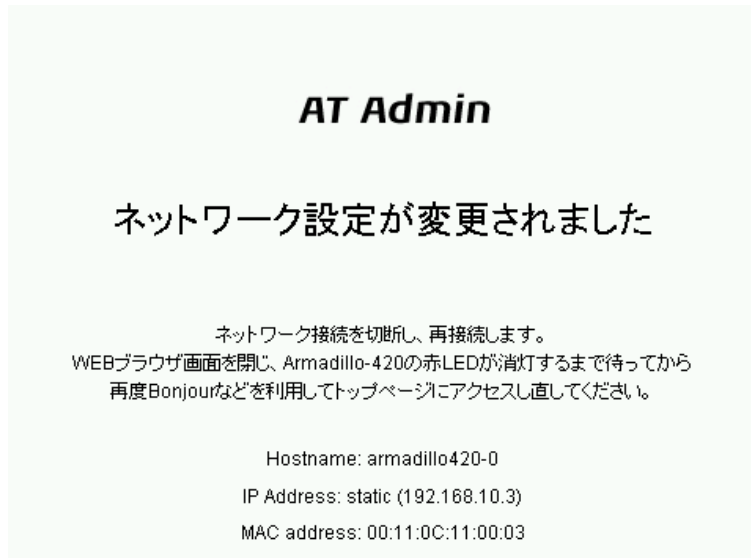 AT Admin
ネットワーク設定が変更されました
ネットワーク接続を切断し、再接続します。
WEBブラウザ画面を閉じ、Armadillo-420の赤LEDが消灯するまで待ってから
再度Bonjourなどを利用してトップページにアクセスし直してください。
Hostname: armadillo420-0
IP Address: static (192.168.10.3)
MAC address: 00:11:0C:11:00:03